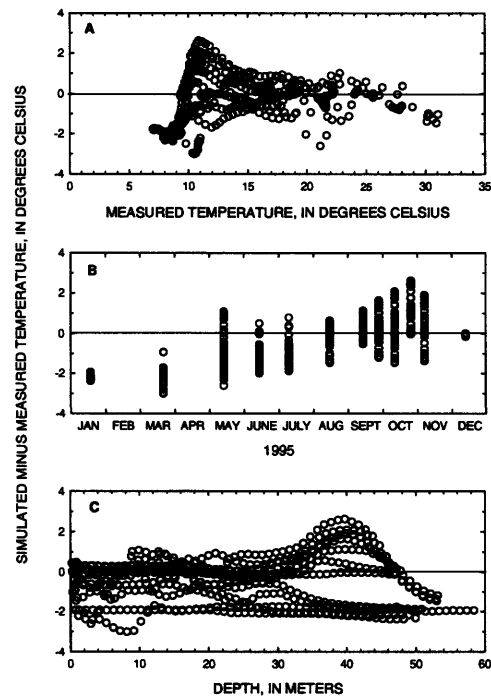 SIMULATED MINUS MEASURED TEMPERATURE, IN DEGREES CELSIUS
A
4
2
0
-2
-4
0 5 10 15 20 25 30 35
MEASURED TEMPERATURE, IN DEGREES CELSIUS
B
4
2
0
-2
-4
JAN FEB MAR APR MAY JUNE JULY AUG SEPT OCT NOV DEC
1995
C
4
2
0
-2
-4
0 10 20 30 40 50 60
DEPTH, IN METERS